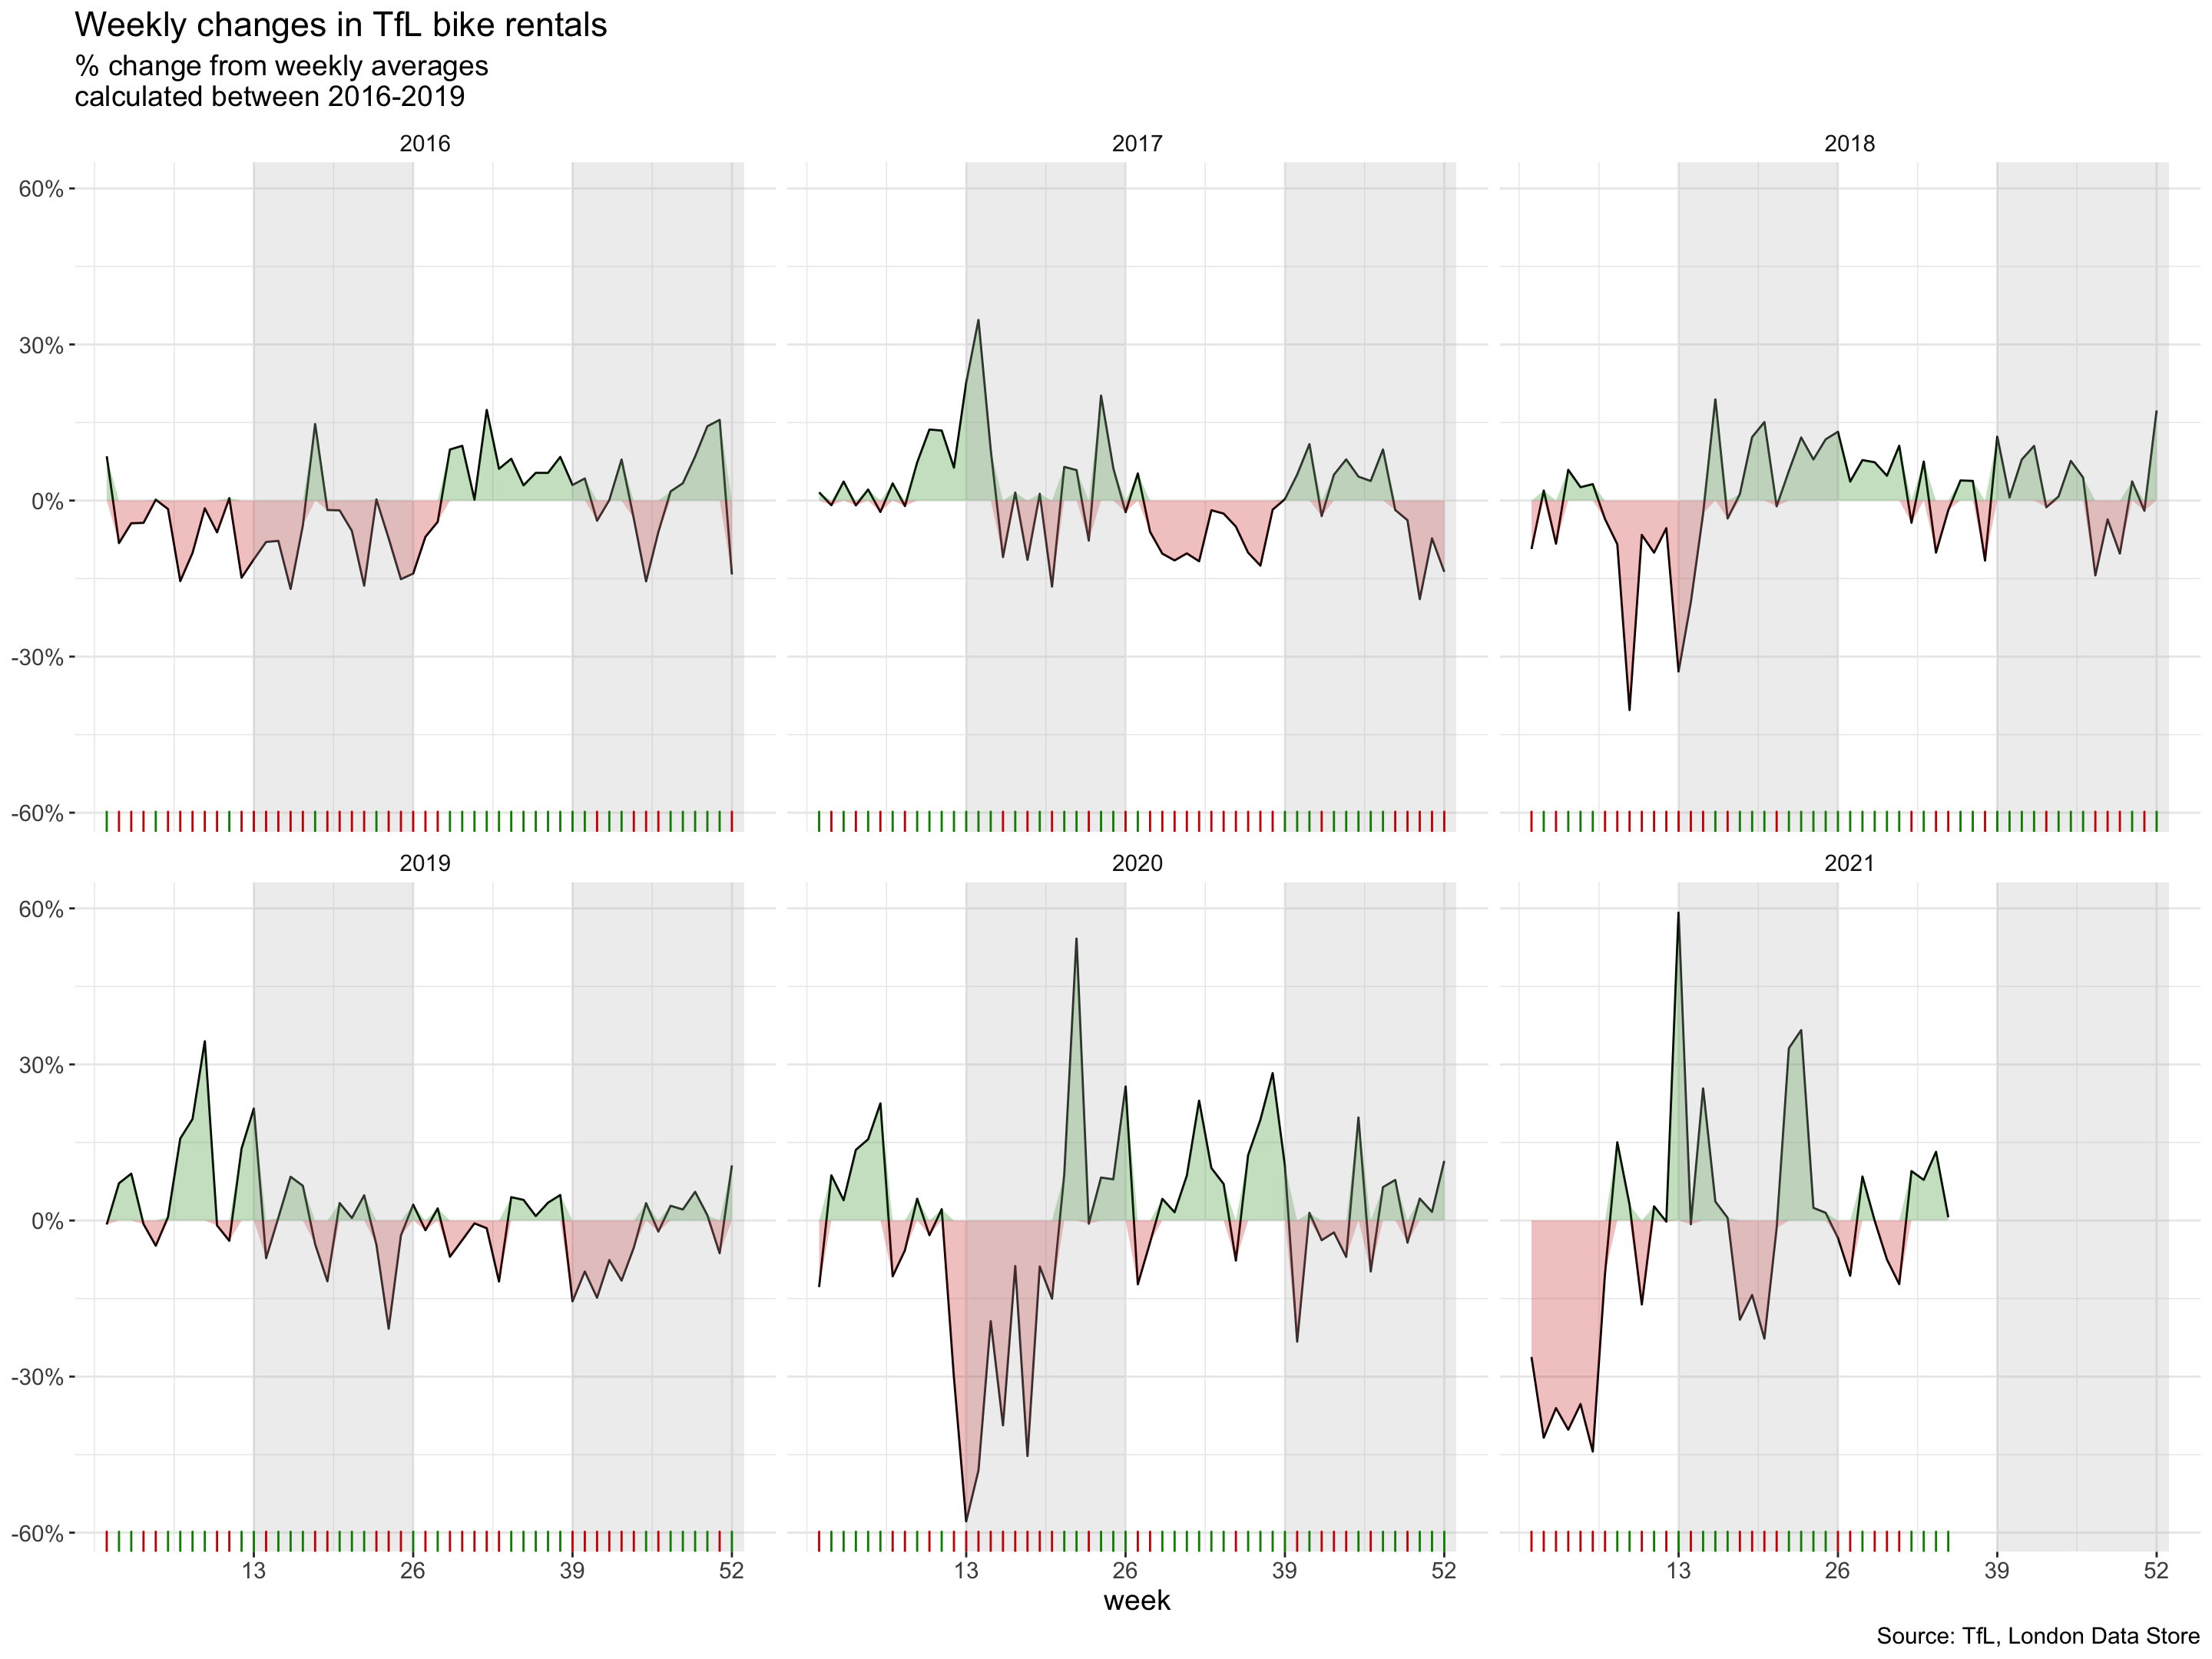 Weekly changes in TfL bike rentals
% change from weekly averages
calculated between 2016-2019
2016 2017 2018
60%
30%
0%
-30%
-60%
2019 2020 2021
60%
30%
0%
-30%
-60%
13 26 39 52 13 26 39 52 13 26 39 52
week
Source: TfL, London Data Store